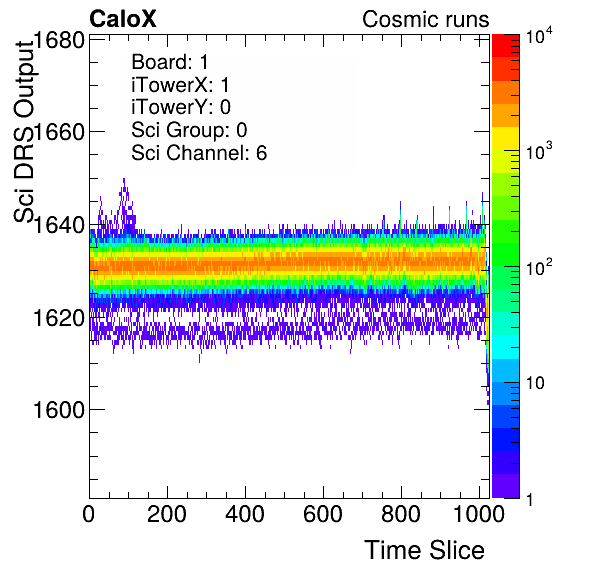 CaloX Cosmic runs
Board: 1
iTowerX: 1
iTowerY: 0
Sci Group: 0
Sci Channel: 6
Sci DRS Output
1680
1660
1640
1620
1600
0 200 400 600 800 1000
Time Slice
10^4
10^3
10^2
10
1